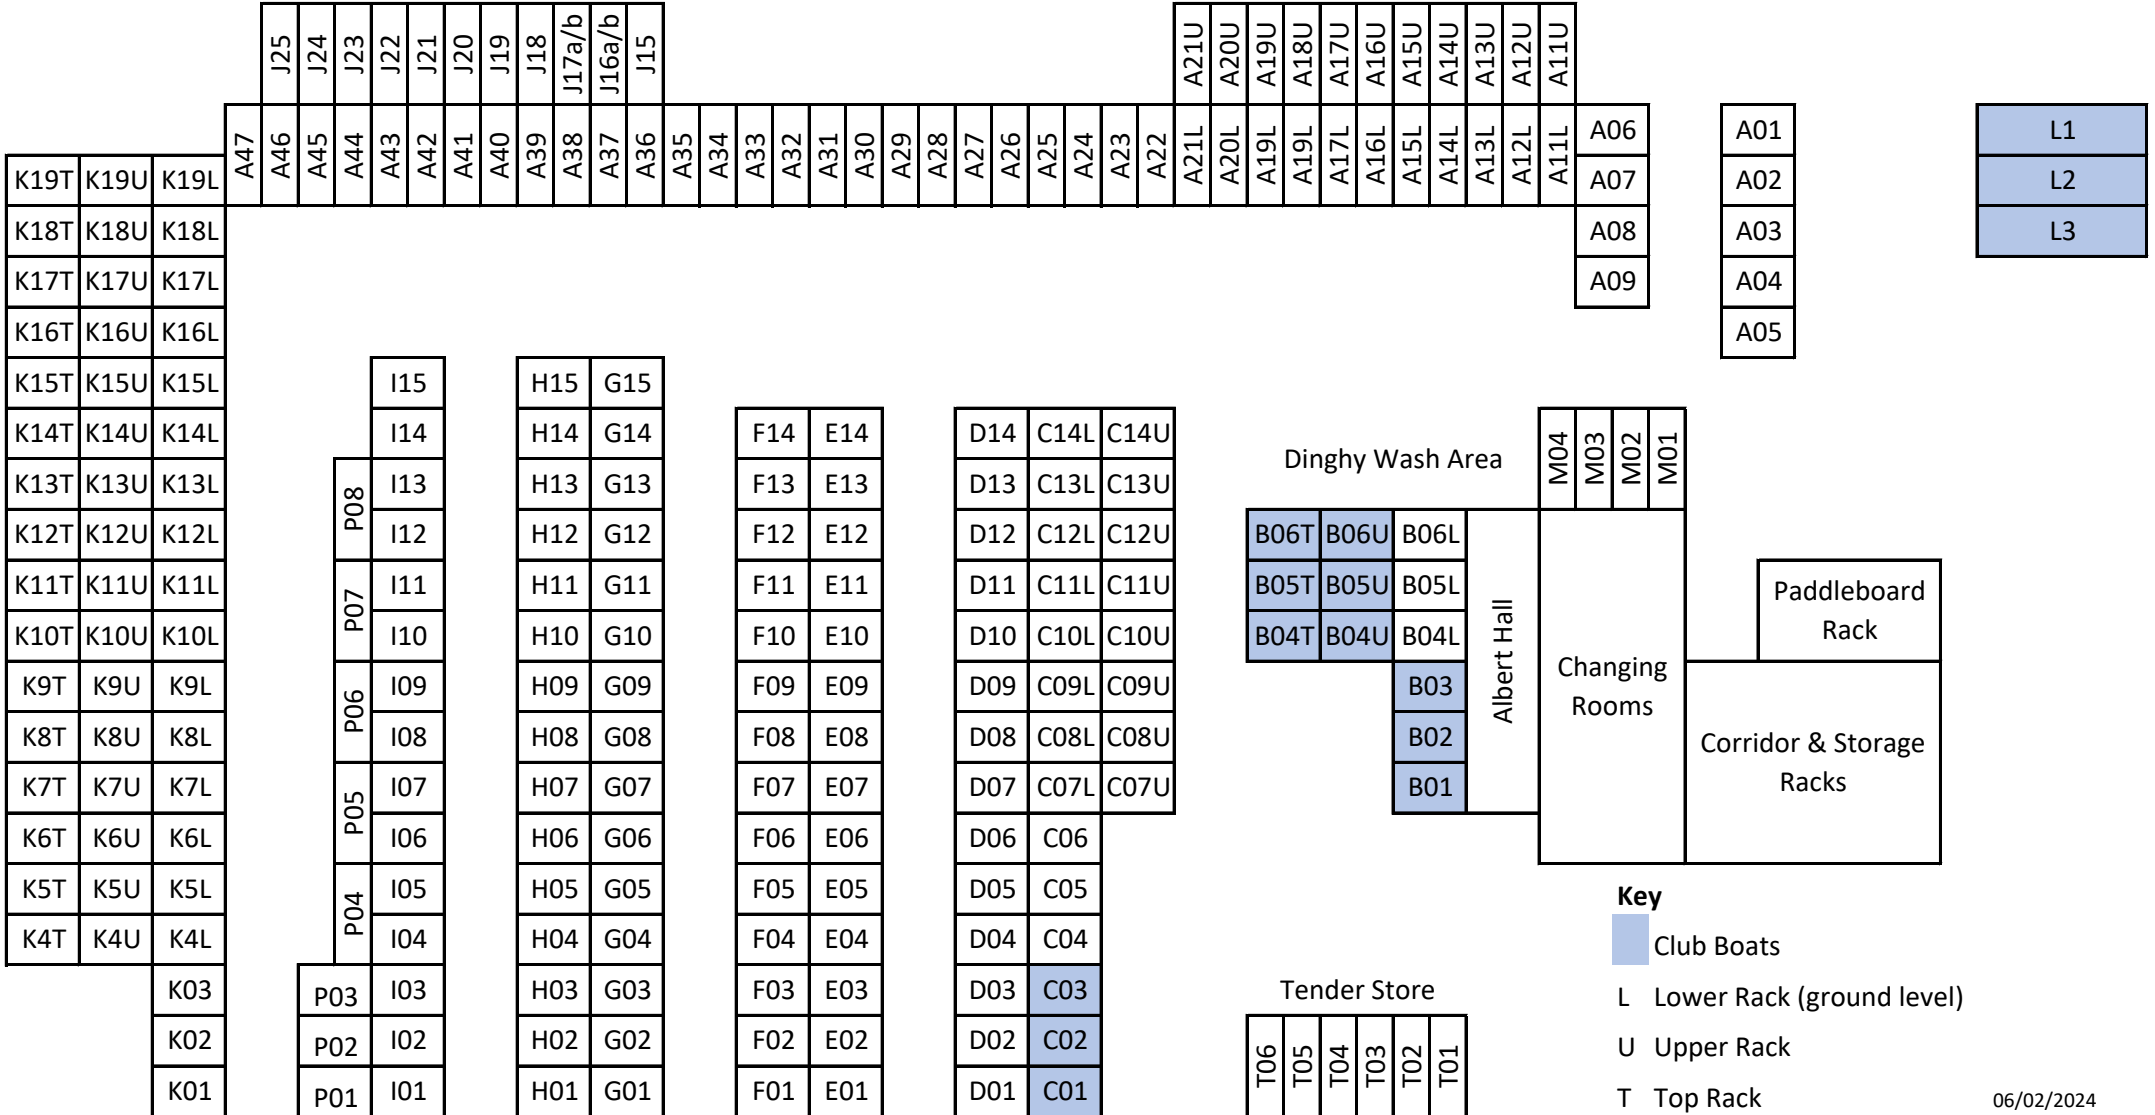 J25 J24 J23 J22 J21 J20 J19 J18 J17a/b J16a/b J15 A21U A20U A19U A18U A17U A16U A15U A14U A13U A12U A11U
A47 A46 A45 A44 A43 A42 A41 A40 A39 A38 A37 A36 A35 A34 A33 A32 A31 A30 A29 A28 A27 A26 A25 A24 A23 A22 A21L A20L A19L A19L A17L A16L A15L A14L A13L A12L A11L
A06 A01 L1
K19T K19U K19L A07 A02 L2
K18T K18U K18L A08 A03 L3
K17T K17U K17L A09 A04
K16T K16U K16L A05
K15T K15U K15L I15 H15 G15
K14T K14U K14L I14 H14 G14 F14 E14 D14 C14L C14U M04 M03 M02 M01
Dinghy Wash Area
K13T K13U K13L P08 I13 H13 G13 F13 E13 D13 C13L C13U
K12T K12U K12L I12 H12 G12 F12 E12 D12 C12L C12U B06T B06U B06L
K11T K11U K11L P07 I11 H11 G11 F11 E11 D11 C11L C11U B05T B05U B05L
K10T K10U K10L I10 H10 G10 F10 E10 D10 C10L C10U B04T B04U B04L
Albert Hall
Changing
Rooms
Paddleboard
Rack
K9T K9U K9L P06 I09 H09 G09 F09 E09 D09 C09L C09U B03
K8T K8U K8L I08 H08 G08 F08 E08 D08 C08L C08U B02
Corridor & Storage
Racks
K7T K7U K7L P05 I07 H07 G07 F07 E07 D07 C07L C07U B01
K6T K6U K6L I06 H06 G06 F06 E06 D06 C06
K5T K5U K5L P04 I05 H05 G05 F05 E05 D05 C05
K4T K4U K4L I04 H04 G04 F04 E04 D04 C04
K03 P03 I03 H03 G03 F03 E03 D03 C03
K02 P02 I02 H02 G02 F02 E02 D02 C02
K01 P01 I01 H01 G01 F01 E01 D01 C01
Tender Store
T06 T05 T04 T03 T02 T01
Key
Club Boats
L Lower Rack (ground level)
U Upper Rack
T Top Rack
06/02/2024